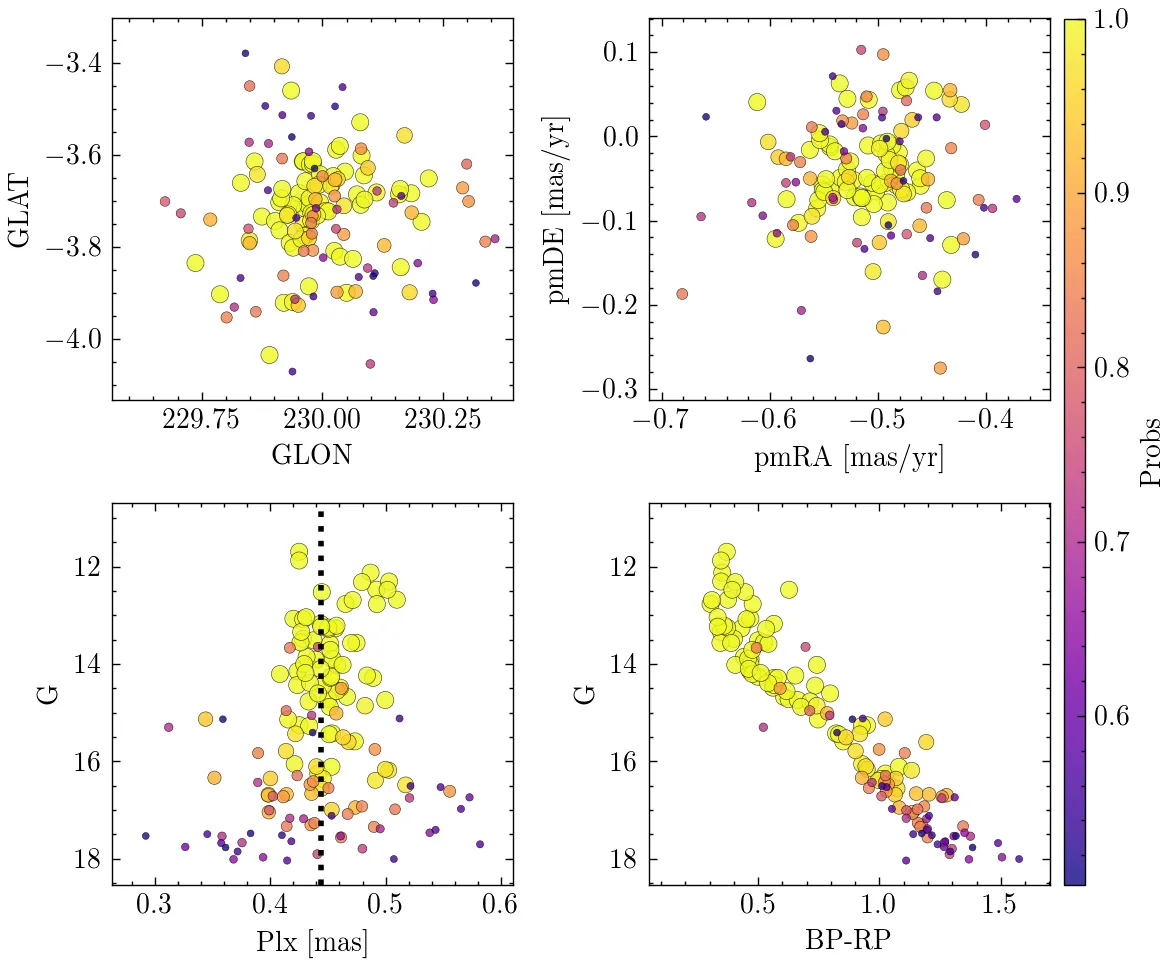 −3.4
−3.6
−3.8
−4.0
GLAT
229.75 230.00 230.25
GLON
0.1
0.0
−0.1
−0.2
−0.3
pmDE [mas/yr]
−0.7 −0.6 −0.5 −0.4
pmRA [mas/yr]
12
14
16
18
G
0.3 0.4 0.5 0.6
Plx [mas]
12
14
16
18
G
0.5 1.0 1.5
BP-RP
1.0
0.9
0.8
0.7
0.6
Probs